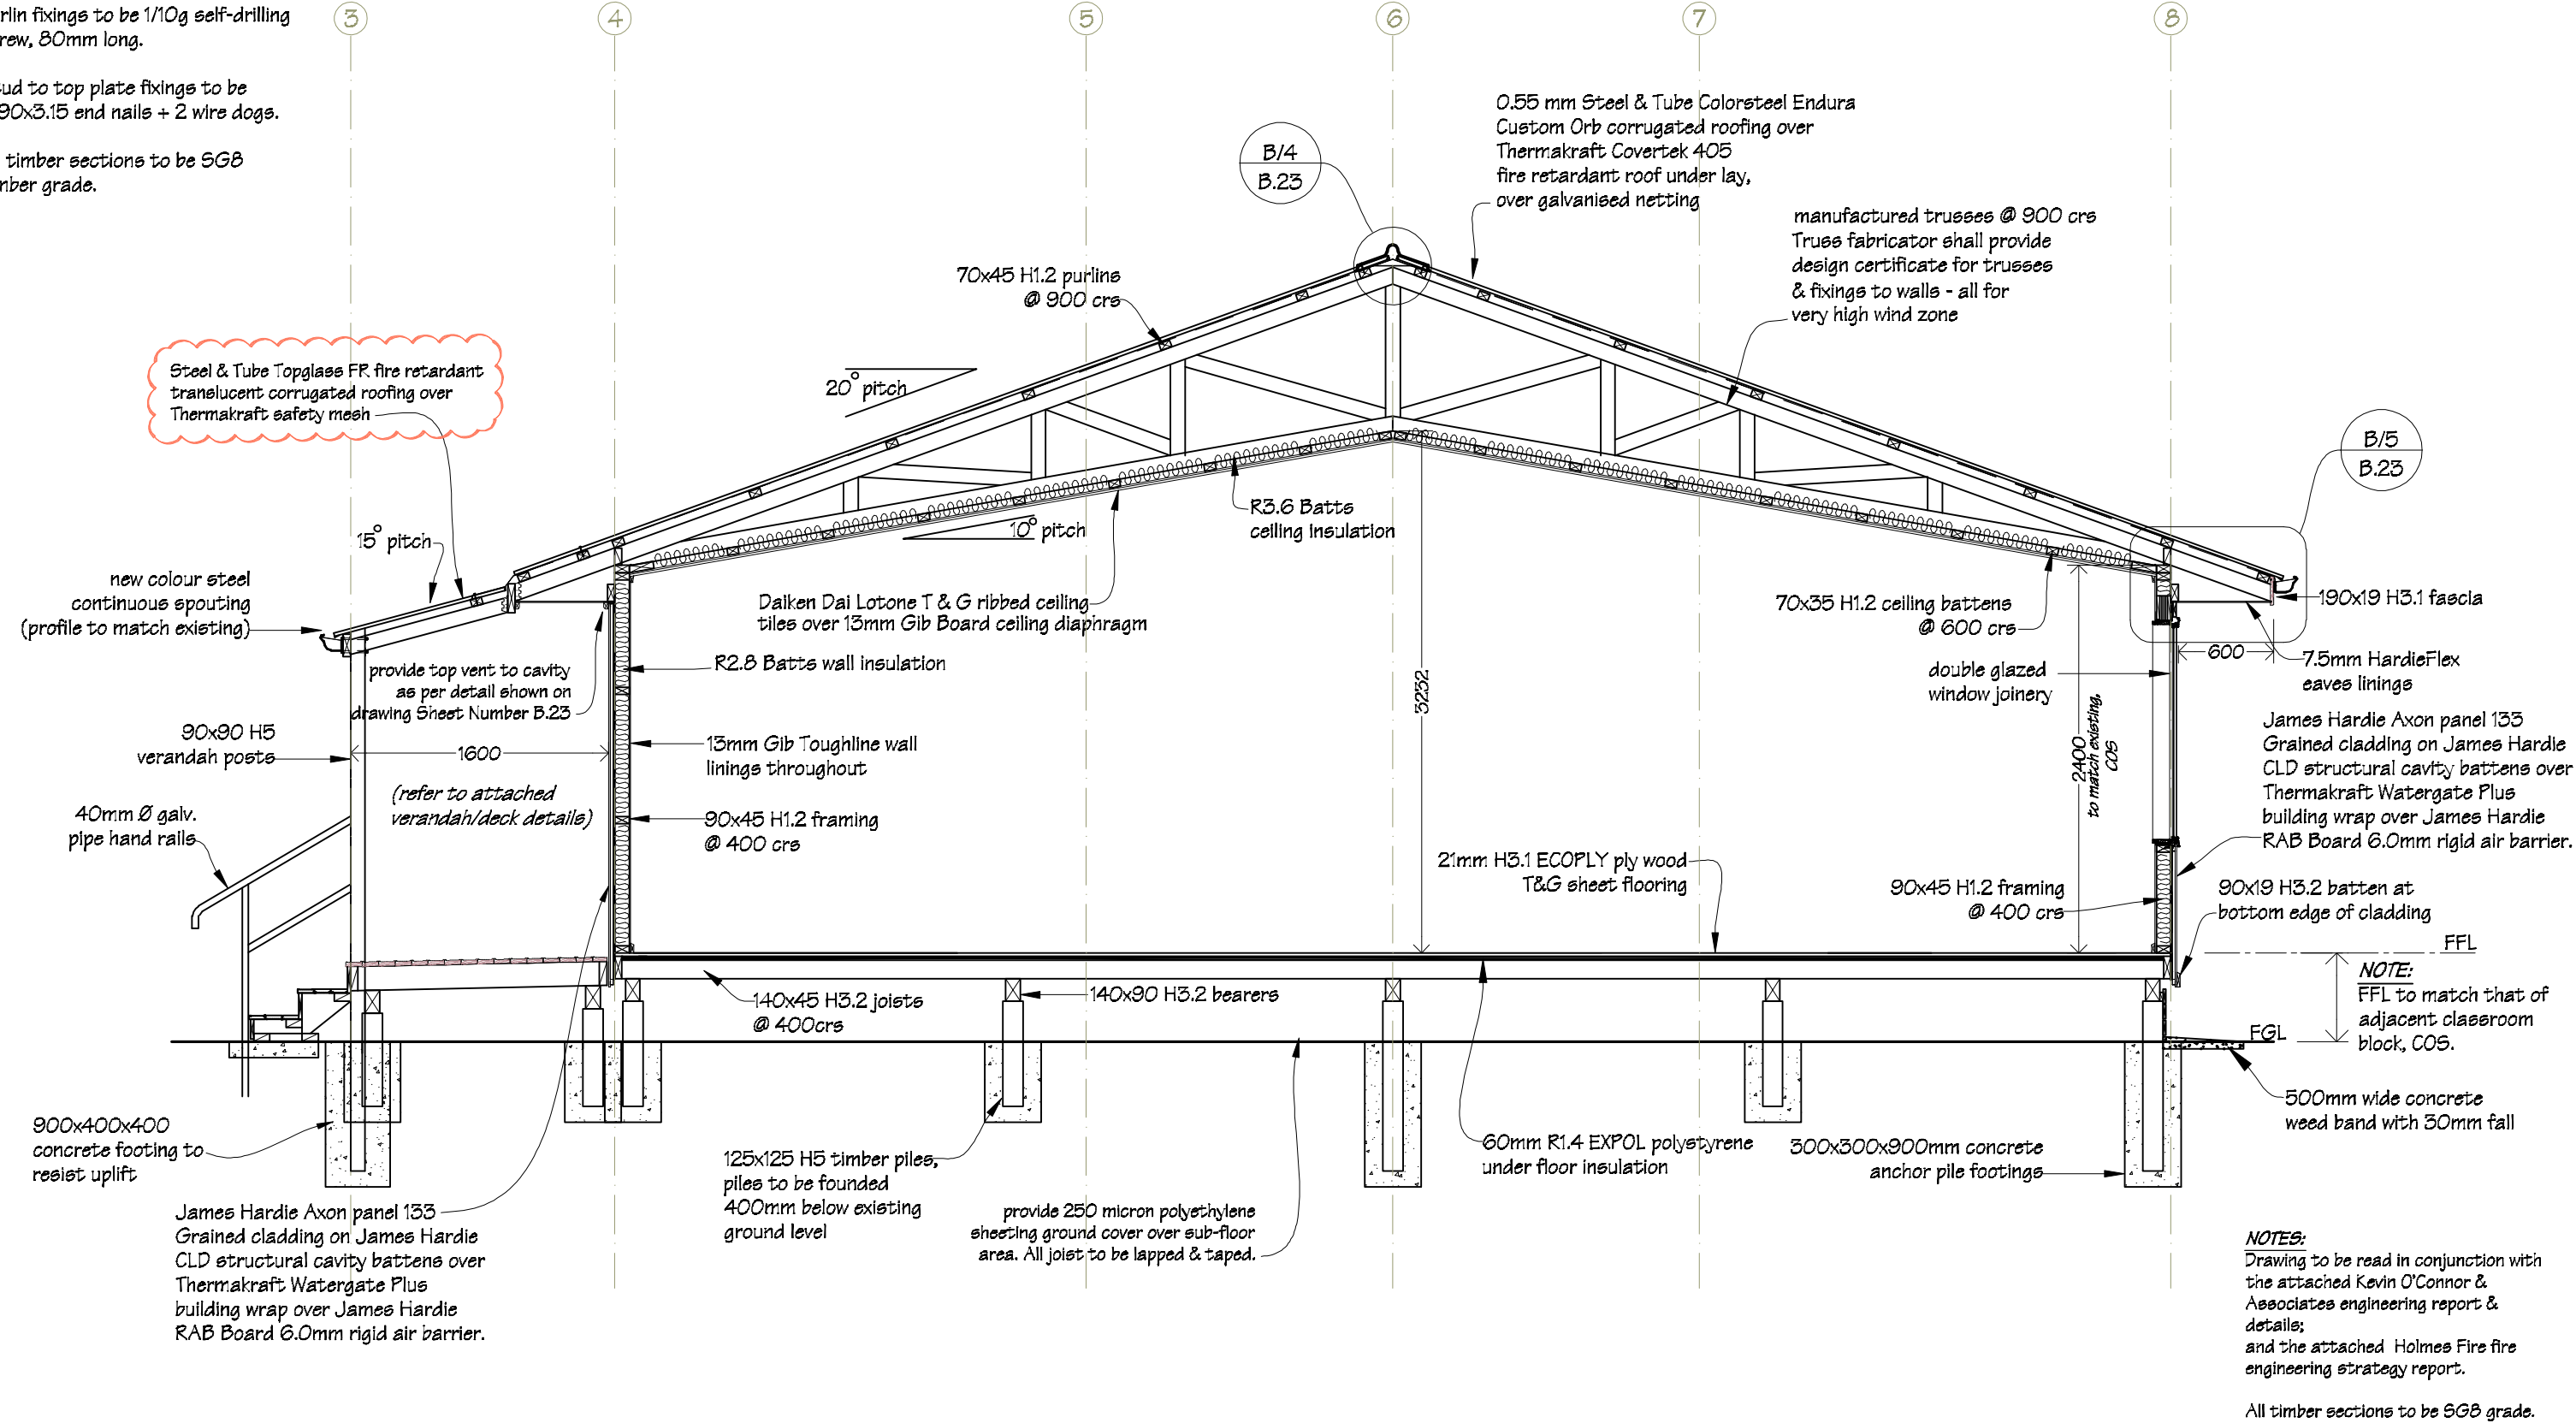 3
4
5
6
7
8
rlin fixings to be 1/10g self-drilling
rew, 80mm long.
ud to top plate fixings to be
90x3.15 end nails + 2 wire dogs.
timber sections to be SG8
nber grade.
B/4
B.23
0.55 mm Steel & Tube Colorsteel Endura
Custom Orb corrugated roofing over
Thermakraft Covertek 405
fire retardant roof under lay,
over galvanised netting
manufactured trusses @ 900 crs
Truss fabricator shall provide
design certificate for trusses
& fixings to walls - all for
very high wind zone
70x45 H1.2 purlins
@ 900 crs
Steel & Tube Topglass FR fire retardant
translucent corrugated roofing over
Thermakraft safety mesh
20° pitch
B/5
B.23
R3.6 Batts
ceiling insulation
10° pitch
15° pitch
new colour steel
continuous spouting
(profile to match existing)
Daiken Dai Lotone T & G ribbed ceiling
tiles over 13mm Gib Board ceiling diaphragm
70x35 H1.2 ceiling battens
@ 600 crs
190x19 H3.1 fascia
600
7.5mm HardieFlex
eaves linings
provide top vent to cavity
as per detail shown on
drawing Sheet Number B.23
R2.8 Batts wall insulation
3232
double glazed
window joinery
2400
to match existing,
COS
90x90 H5
verandah posts
1600
13mm Gib Toughline wall
linings throughout
James Hardie Axon panel 133
Grained cladding on James Hardie
CLD structural cavity battens over
Thermakraft Watergate Plus
building wrap over James Hardie
RAB Board 6.0mm rigid air barrier.
(refer to attached
verandah/deck details)
40mm Ø galv.
pipe hand rails
90x45 H1.2 framing
@ 400 crs
21mm H3.1 ECOPLY ply wood
T&G sheet flooring
90x45 H1.2 framing
@ 400 crs
90x19 H3.2 batten at
bottom edge of cladding
FFL
NOTE:
FFL to match that of
adjacent classroom
block, COS.
FGL
140x45 H3.2 joists
@ 400crs
140x90 H3.2 bearers
500mm wide concrete
weed band with 30mm fall
900x400x400
concrete footing to
resist uplift
125x125 H5 timber piles,
piles to be founded
400mm below existing
ground level
60mm R1.4 EXPOL polystyrene
under floor insulation
300x300x900mm concrete
anchor pile footings
provide 250 micron polyethylene
sheeting ground cover over sub-floor
area. All joist to be lapped & taped.
James Hardie Axon panel 133
Grained cladding on James Hardie
CLD structural cavity battens over
Thermakraft Watergate Plus
building wrap over James Hardie
RAB Board 6.0mm rigid air barrier.
NOTES:
Drawing to be read in conjunction with
the attached Kevin O'Connor &
Associates engineering report &
details;
and the attached Holmes Fire fire
engineering strategy report.
All timber sections to be SG8 grade.